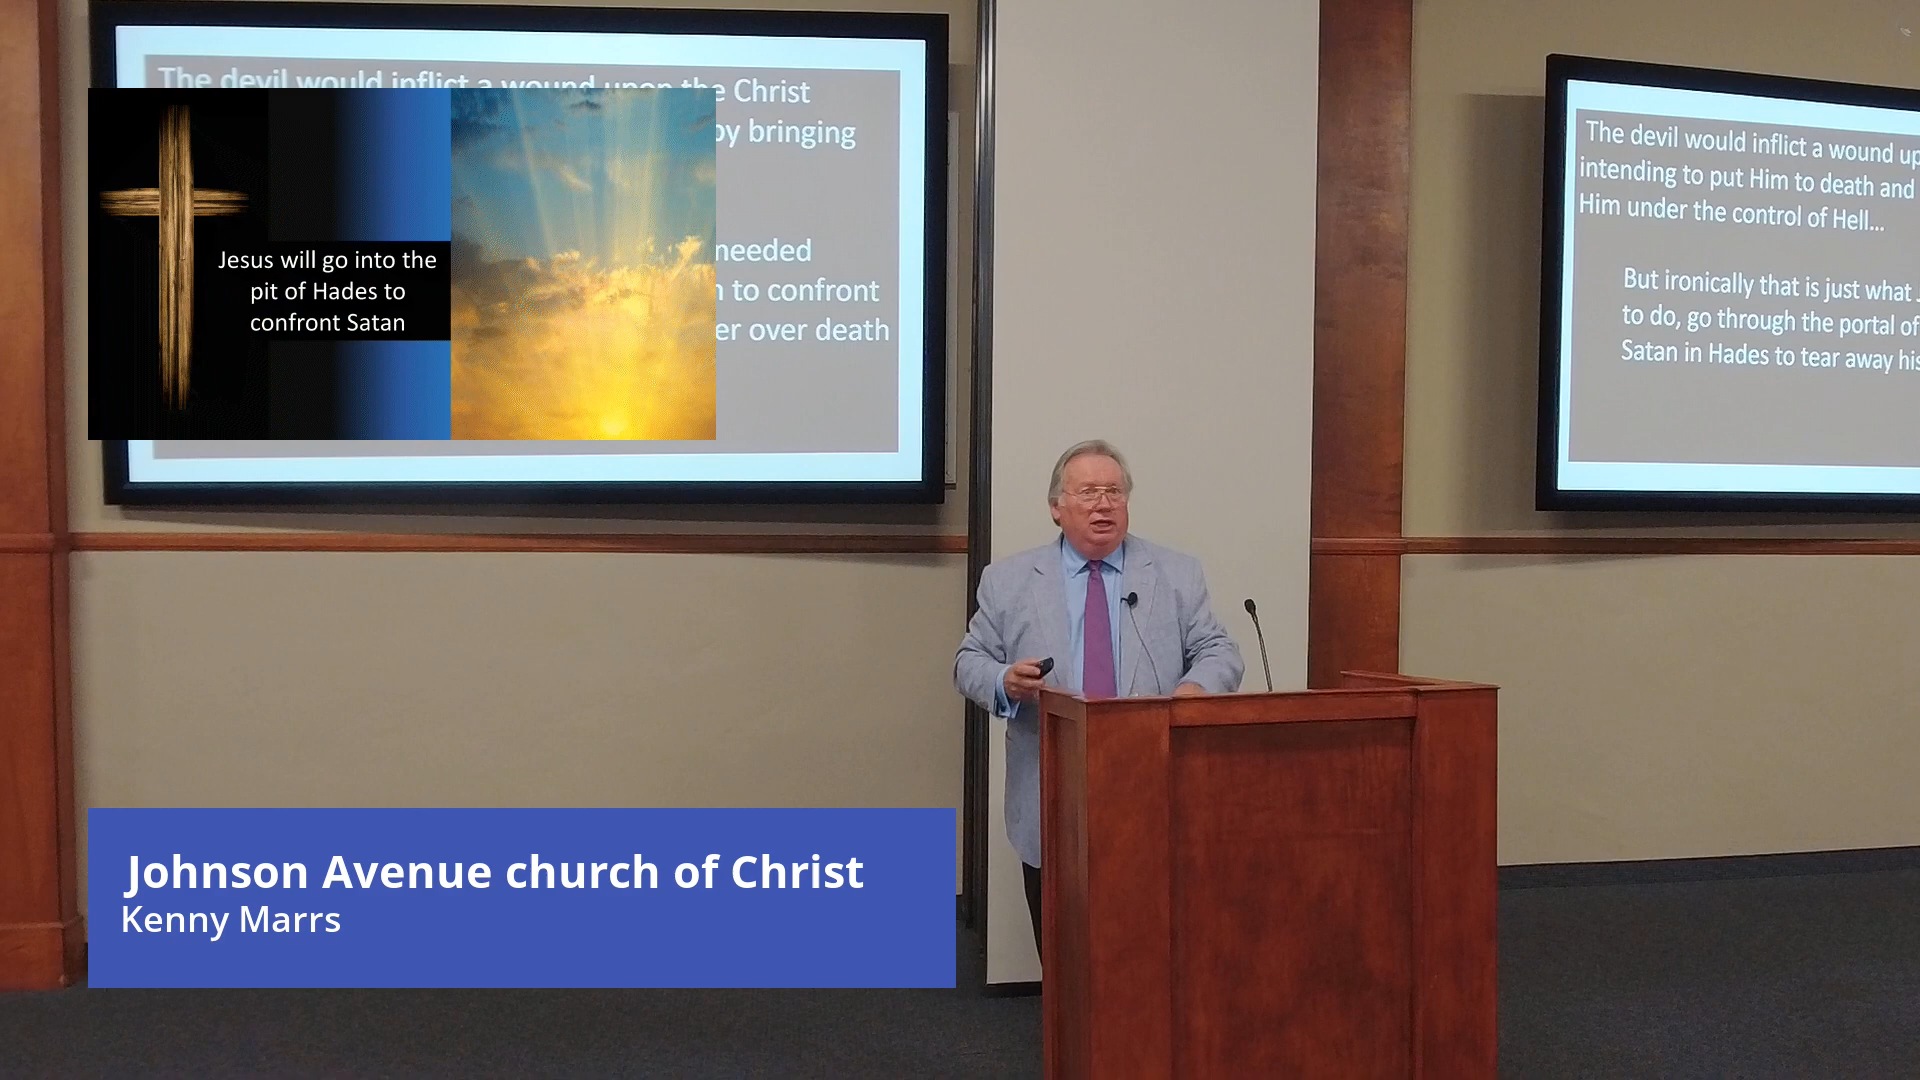 The devil would inflict a wound upon the Christ
by bringing
needed
to confront
over death
Jesus will go into the
pit of Hades to
confront Satan
The devil would inflict a wound up
intending to put Him to death and
Him under the control of Hell...
But ironically that is just what
to do, go through the portal of
Satan in Hades to tear away his
Johnson Avenue church of Christ
Kenny Marrs